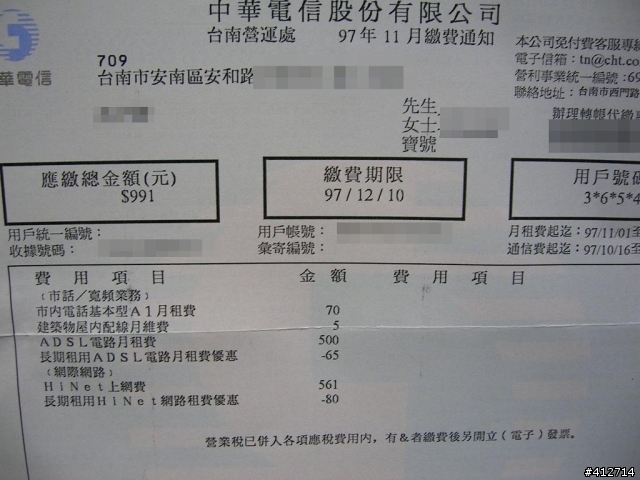 中華電信股份有限公司
台南營運處 97年11月繳費通知
華電信
本公司免付費客服專
電子信箱：tn@cht.co
營利事業統一編號：69
聯絡地址：台南市西門路
709
台南市安南區安和路
先生
女士
寶號
辦理轉帳代繳
應繳總金額(元)
$991
繳費期限
97/12/10
用戶號碼
3*6*5*4
用戶統一編號：
收據號碼：
用戶帳號：
彙寄編號：
月租費起迄：97/11/01至
通信費起迄：97/10/16至
費用項目 金額 費用項目
(市話／寬頻業務)
市內電話基本型A1月租費 70
建築物屋內配線月維費 5
ADSL電路月租費 500
長期租用ADSL電路月租費優惠 -65
(網際網路)
HiNet上網費 561
長期租用HiNet網路租費優惠 -80
營業稅已併入各項應稅費用內，有&者繳費後另開立（電子）發票。
#412714